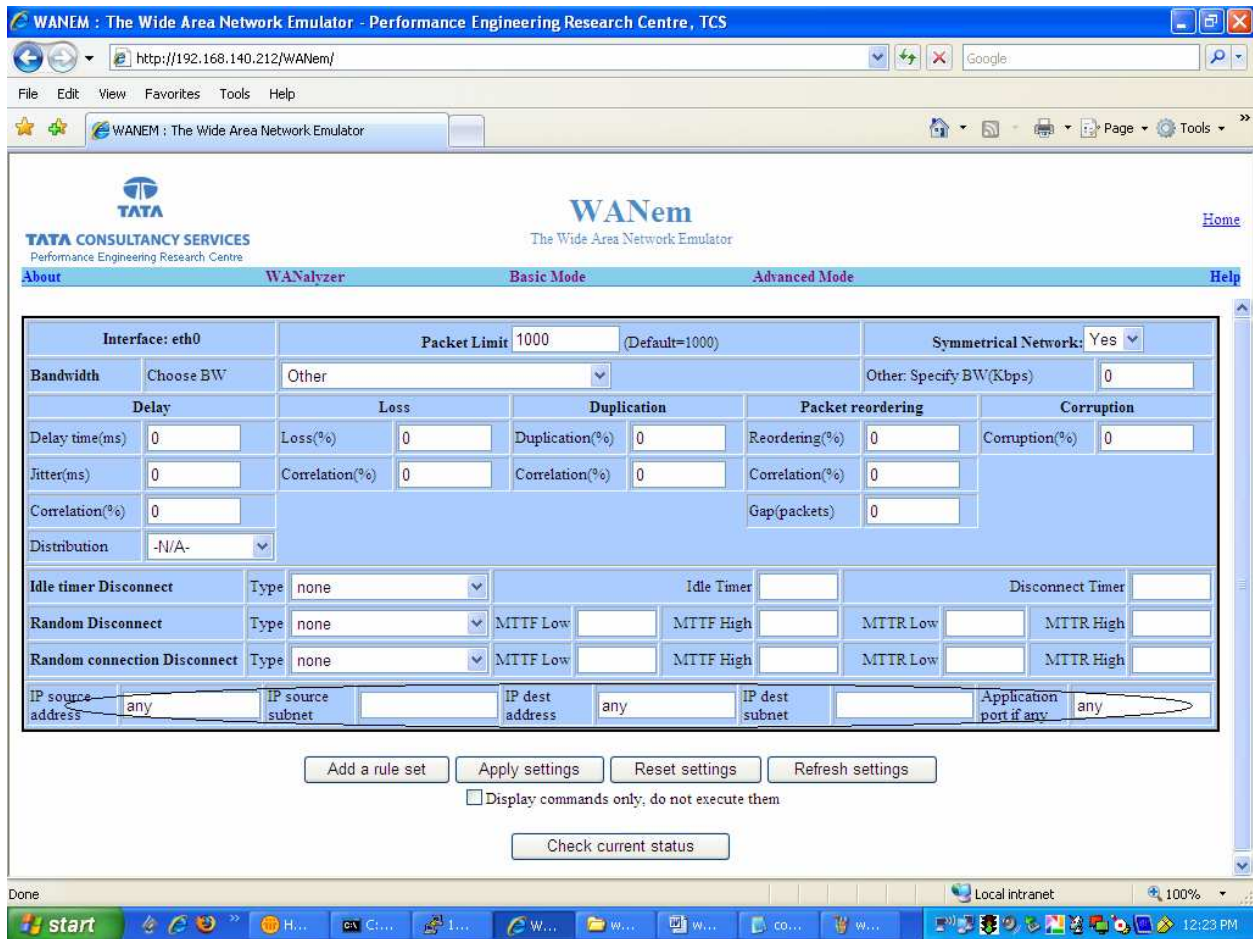 WANEM : The Wide Area Network Emulator - Performance Engineering Research Centre, TCS
http://192.168.140.212/WANem/
Google
File Edit View Favorites Tools Help
WANEM : The Wide Area Network Emulator
Page Tools
TATA
TATA CONSULTANCY SERVICES
Performance Engineering Research Centre
WANem
The Wide Area Network Emulator
Home
About WANalyzer Basic Mode Advanced Mode Help
Interface: eth0 Packet Limit 1000 (Default=1000) Symmetrical Network: Yes
Bandwidth Choose BW Other Other: Specify BW(Kbps) 0
Delay Loss Duplication Packet reordering Corruption
Delay time(ms) 0 Loss(%) 0 Duplication(%) 0 Reordering(%) 0 Corruption(%) 0
Jitter(ms) 0 Correlation(%) 0 Correlation(%) 0 Correlation(%) 0
Correlation(%) 0 Gap(packets) 0
Distribution -N/A-
Idle timer Disconnect Type none Idle Timer Disconnect Timer
Random Disconnect Type none MTTF Low MTTF High MTTR Low MTTR High
Random connection Disconnect Type none MTTF Low MTTF High MTTR Low MTTR High
IP source address any IP source subnet IP dest address any IP dest subnet Application port if any any
Add a rule set Apply settings Reset settings Refresh settings
Display commands only, do not execute them
Check current status
Done Local intranet 100%
start H... C:... 1... W... w... w... co... w... 12:23 PM